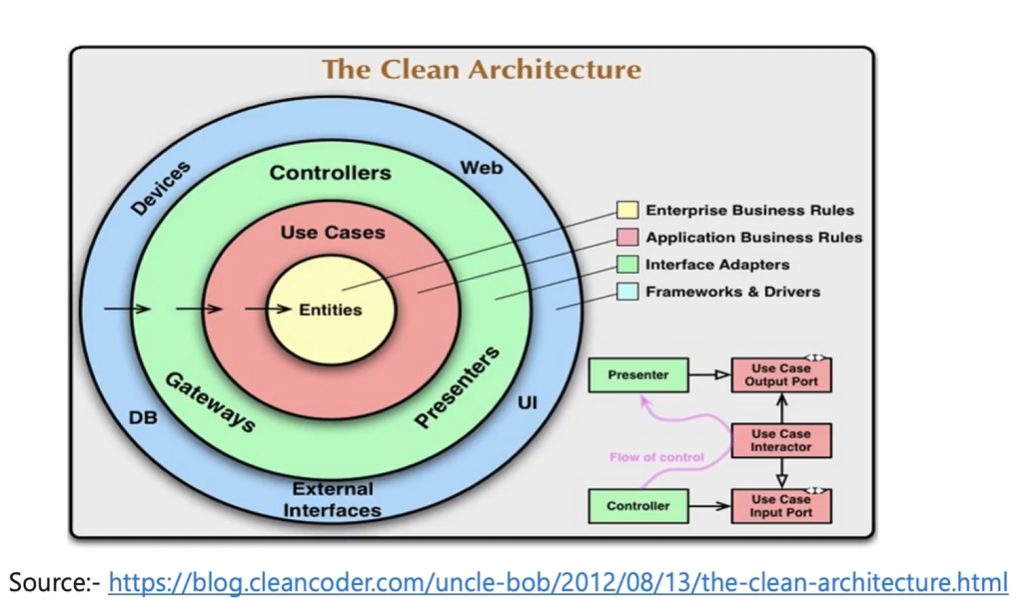 The Clean Architecture
Devices
Web
Controllers
Use Cases
Entities
Gateways
Presenters
DB
UI
External
Interfaces
Enterprise Business Rules
Application Business Rules
Interface Adapters
Frameworks & Drivers
Presenter
Use Case
Output Port
Use Case
Interactor
Flow of control
Controller
Use Case
Input Port
<I>
<I>
Source:- https://blog.cleancoder.com/uncle-bob/2012/08/13/the-clean-architecture.html